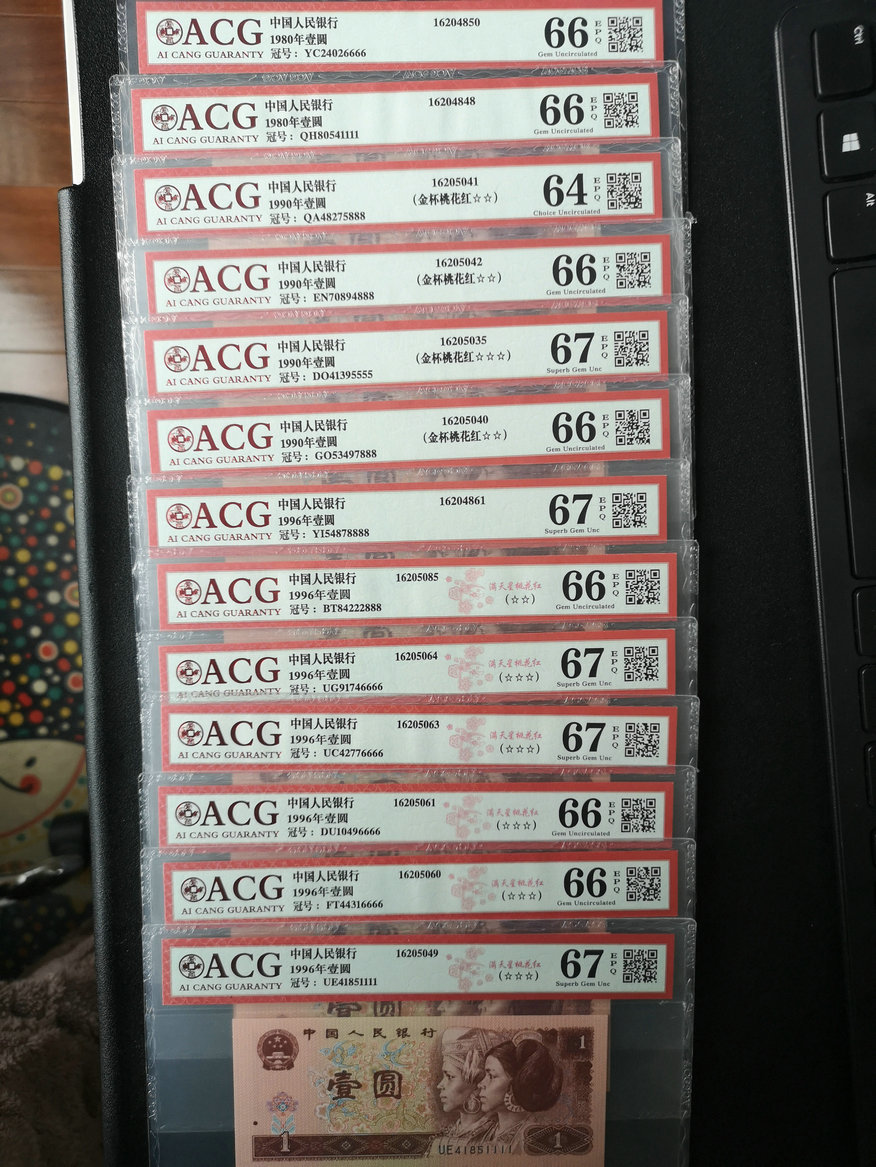 ACG
AI CANG GUARANTY
中国人民银行
1980年壹圆
冠号： YC24026666
16204850
66
EPQ
Gem Uncirculated
ACG
AI CANG GUARANTY
中国人民银行
1980年壹圆
冠号： QH80541111
16204848
66
EPQ
Gem Uncirculated
ACG
AI CANG GUARANTY
中国人民银行
1990年壹圆
冠号： QA48275888
16205041
(金杯桃花红☆☆)
64
EPQ
Choice Uncirculated
ACG
AI CANG GUARANTY
中国人民银行
1990年壹圆
冠号： EN70894888
16205042
(金杯桃花红☆☆)
66
EPQ
Gem Uncirculated
ACG
AI CANG GUARANTY
中国人民银行
1990年壹圆
冠号： DO41395555
16205035
(金杯桃花红☆☆☆)
67
EPQ
Superb Gem Unc
ACG
AI CANG GUARANTY
中国人民银行
1990年壹圆
冠号： GO53497888
16205040
(金杯桃花红☆☆)
66
EPQ
Gem Uncirculated
ACG
AI CANG GUARANTY
中国人民银行
1996年壹圆
冠号： YI54878888
16204861
67
EPQ
Superb Gem Unc
ACG
AI CANG GUARANTY
中国人民银行
1996年壹圆
冠号： BT84222888
16205085
满天星桃花红
(☆☆)
66
EPQ
Gem Uncirculated
ACG
AI CANG GUARANTY
中国人民银行
1996年壹圆
冠号： UG91746666
16205064
满天星桃花红
(☆☆☆)
67
EPQ
Superb Gem Unc
ACG
AI CANG GUARANTY
中国人民银行
1996年壹圆
冠号： UC42776666
16205063
满天星桃花红
(☆☆☆)
67
EPQ
Superb Gem Unc
ACG
AI CANG GUARANTY
中国人民银行
1996年壹圆
冠号： DU10496666
16205061
满天星桃花红
(☆☆☆)
66
EPQ
Gem Uncirculated
ACG
AI CANG GUARANTY
中国人民银行
1996年壹圆
冠号： FT44316666
16205060
满天星桃花红
(☆☆☆)
66
EPQ
Gem Uncirculated
ACG
AI CANG GUARANTY
中国人民银行
1996年壹圆
冠号： UE41851111
16205049
满天星桃花红
(☆☆☆)
67
EPQ
Superb Gem Unc
中国人民银行
1
壹圆
1
UE41851111
1
Ctrl
Alt